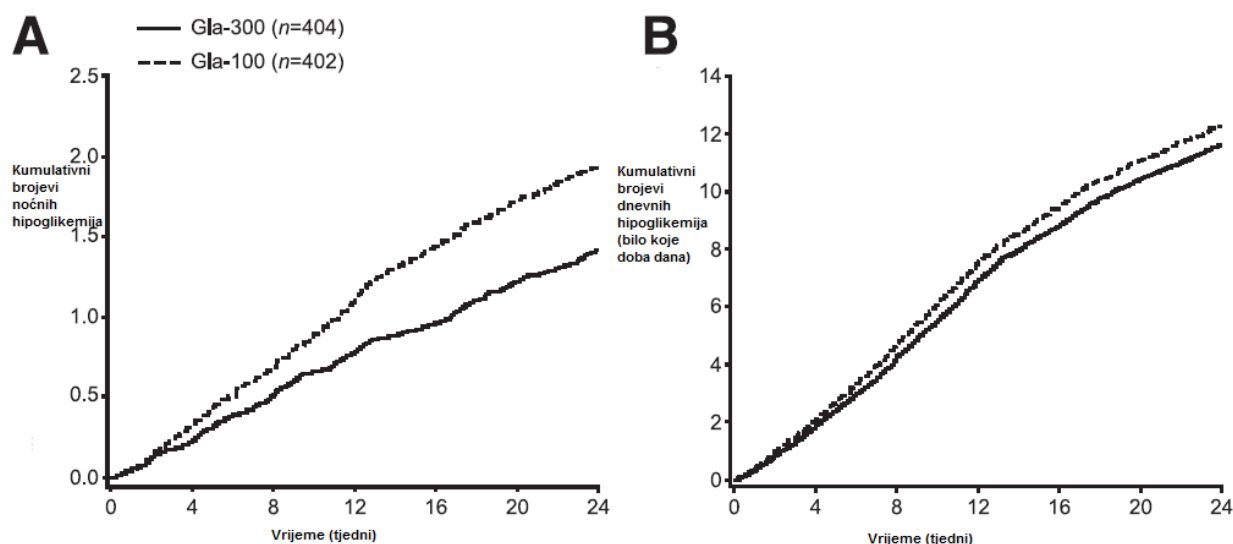 A
Gla-300 (n=404)
Gla-100 (n=402)
2.5
2.0
1.5
1.0
0.5
0.0
Kumulativni
brojevi
noćnih
hipoglikemija
0 4 8 12 16 20 24
Vrijeme (tjedni)
B
14
12
10
8
6
4
2
0
Kumulativni
brojevi
dnevnih
hipoglikemija
(bilo koje
doba dana)
0 4 8 12 16 20 24
Vrijeme (tjedni)